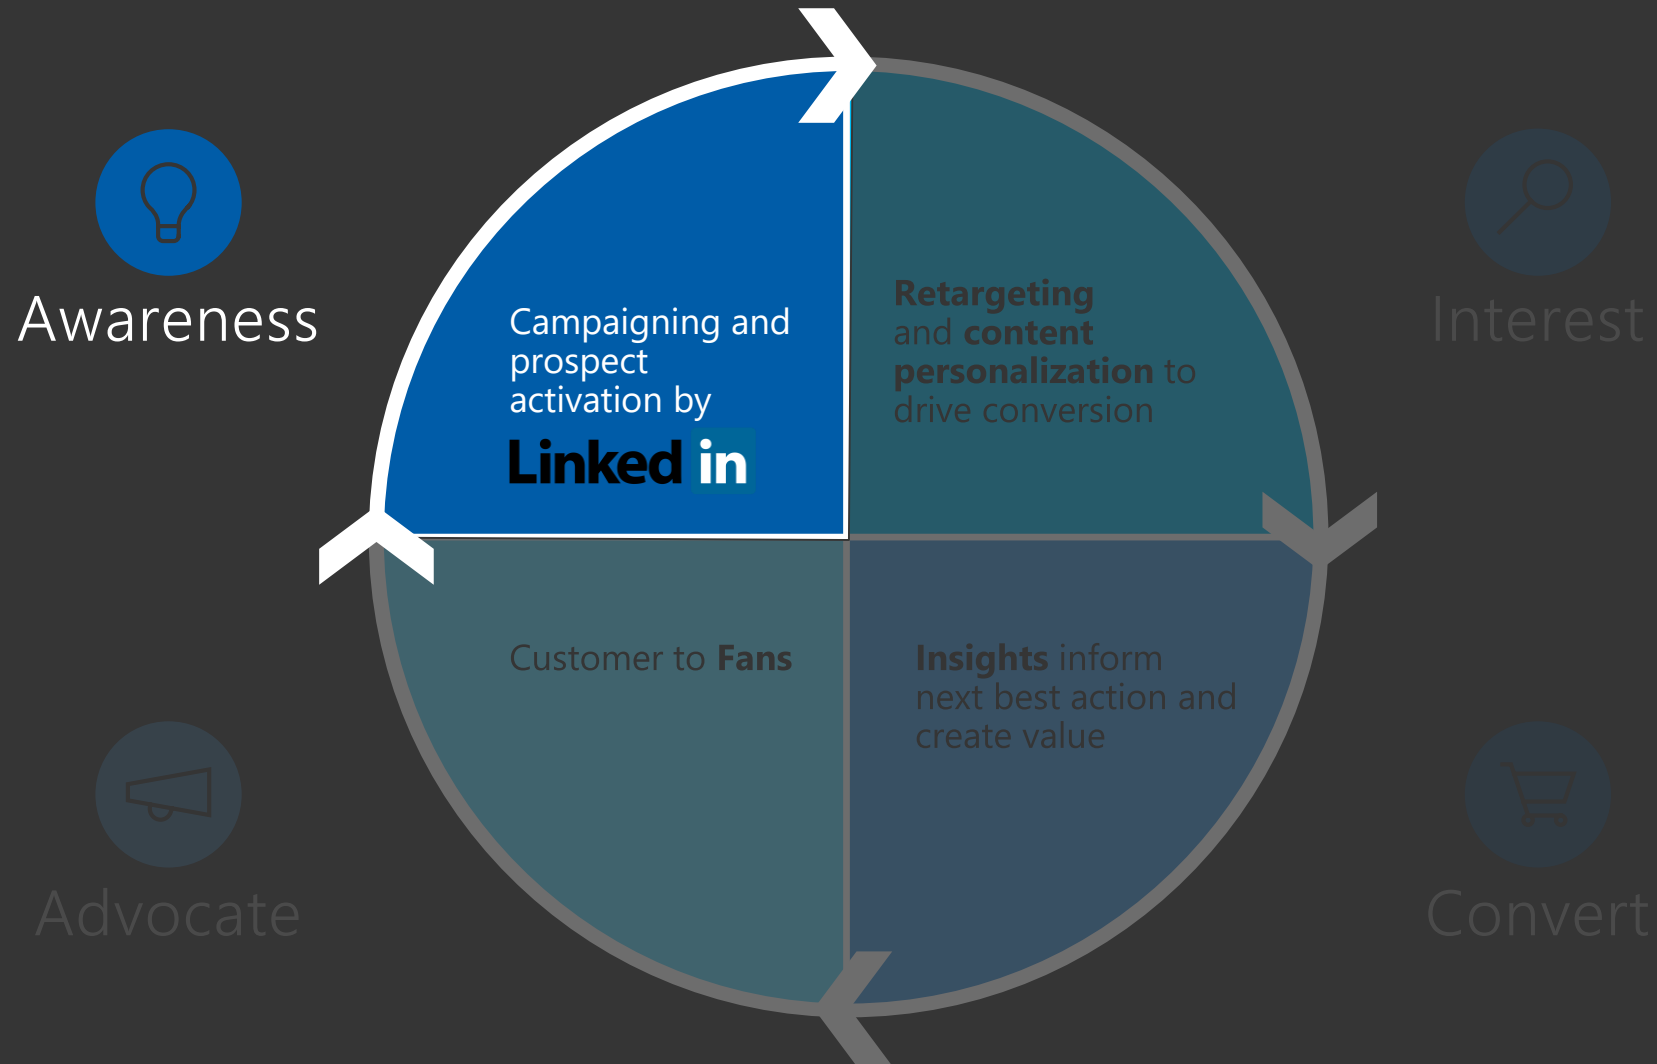 Awareness
Campaigning and
prospect
activation by
Linked in
Retargeting
and content
personalization to
drive conversion
Interest
Customer to Fans
Insights inform
next best action and
create value
Advocate
Convert